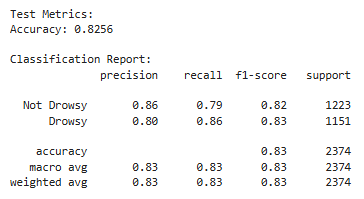 Test Metrics:
Accuracy: 0.8256
Classification Report:
precision recall f1-score support
Not Drowsy 0.86 0.79 0.82 1223
Drowsy 0.80 0.86 0.83 1151
accuracy 0.83 2374
macro avg 0.83 0.83 0.83 2374
weighted avg 0.83 0.83 0.83 2374